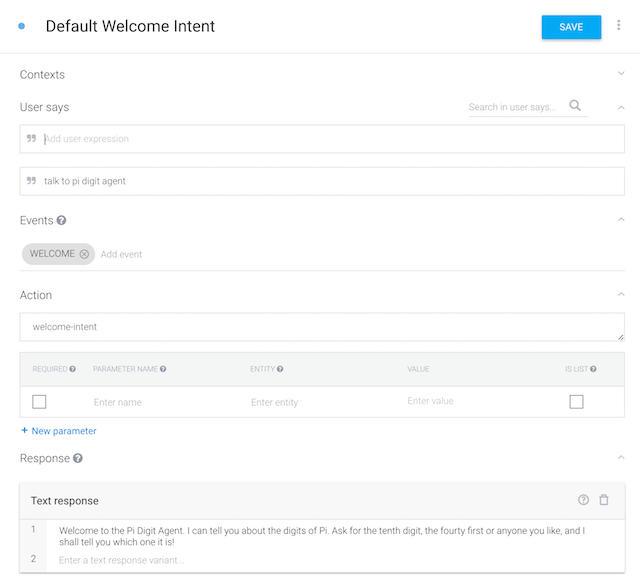 Default Welcome Intent
SAVE
Contexts
User says
Search in user says...
Add user expression
talk to pi digit agent
Events
WELCOME Add event
Action
welcome-intent
REQUIRED PARAMETER NAME ENTITY VALUE IS LIST
Enter name Enter entity Enter value
+ New parameter
Response
Text response
1 Welcome to the Pi Digit Agent. I can tell you about the digits of Pi. Ask for the tenth digit, the fourty first or anyone you like, and I
shall tell you which one it is!
2 Enter a text response variant...